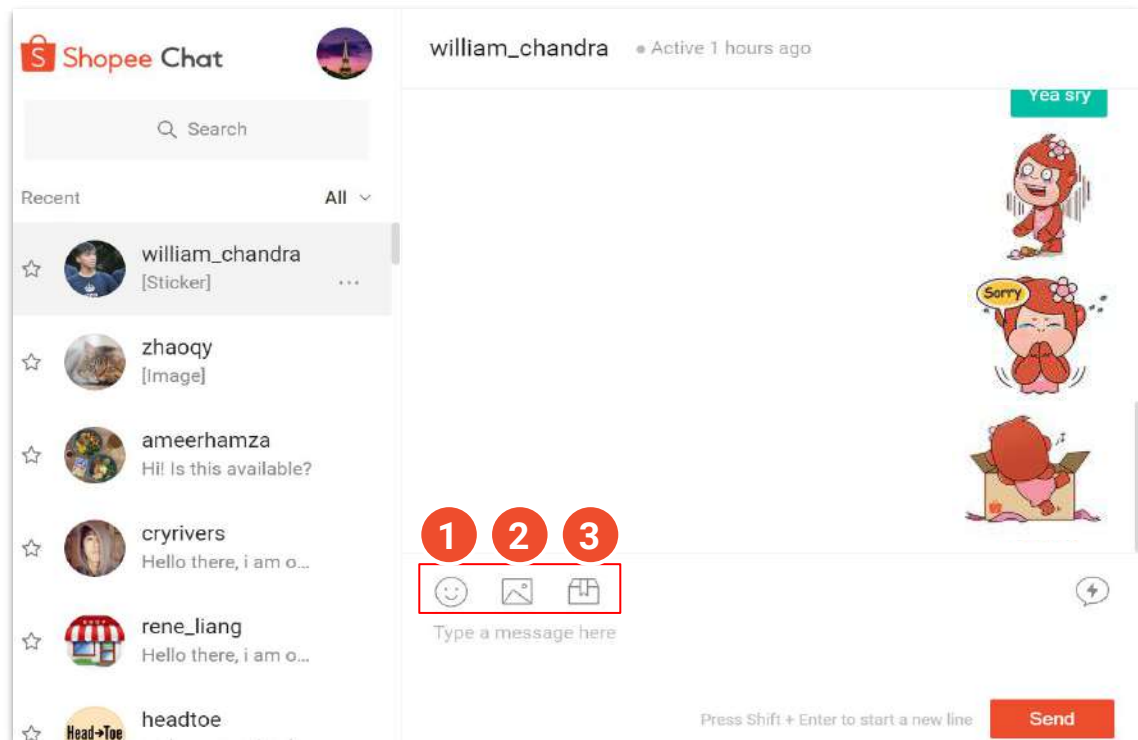 Shopee Chat
Search
Recent All
william_chandra
[Sticker]
zhaoqy
[Image]
ameerhamza
Hi! Is this available?
cryrivers
Hello there, i am o...
rene_liang
SHOP
Hello there, i am o...
Head→Toe headtoe
william_chandra Active 1 hours ago
Yea sry
Sorry
1 2 3
Type a message here
Press Shift + Enter to start a new line Send